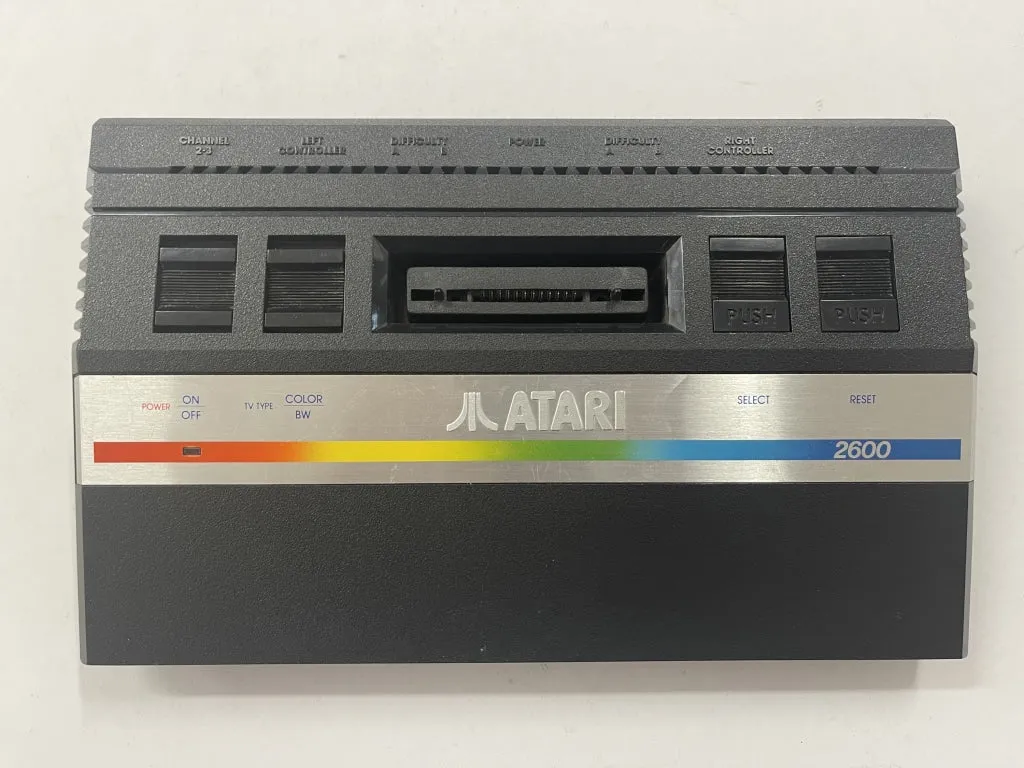 CHANNEL
2-3
LEFT
CONTROLLER
DIFFICULTY
A B
POWER
DIFFICULTY
A B
RIGHT
CONTROLLER
PUSH
PUSH
POWER
ON
OFF
TV TYPE
COLOR
BW
ATARI
SELECT
RESET
2600